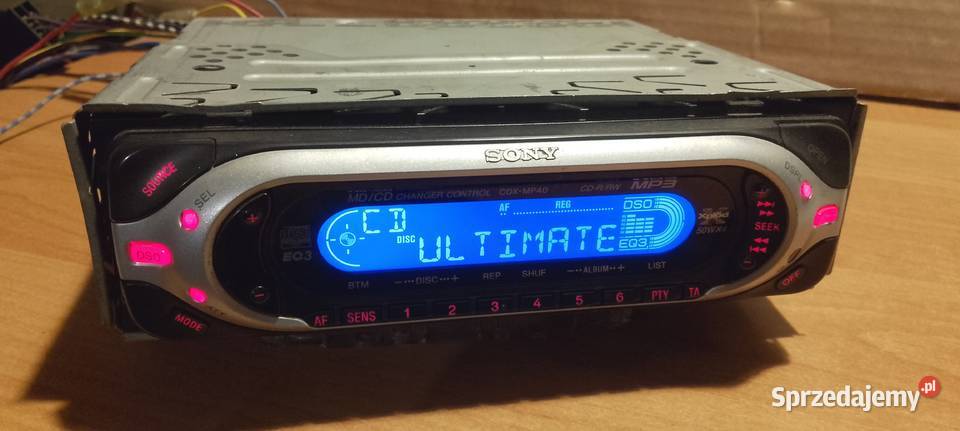 SONY
SOURCE
SEL
OPEN
DSPL
MD/CD CHANGER CONTROL CDX-MP40 CD-R/RW MP3
AF REG DSO
CD
DISC ULTIMATE
EQ3
EQ3
Xplod
50Wx4
SEEK
DSO
BTM −•••DISC•••+ REP SHUF −•••ALBUM•••+ LIST
OFF
MODE
AF SENS 1 2 3 4 5 6 PTY TA
Sprzedajemy.pl